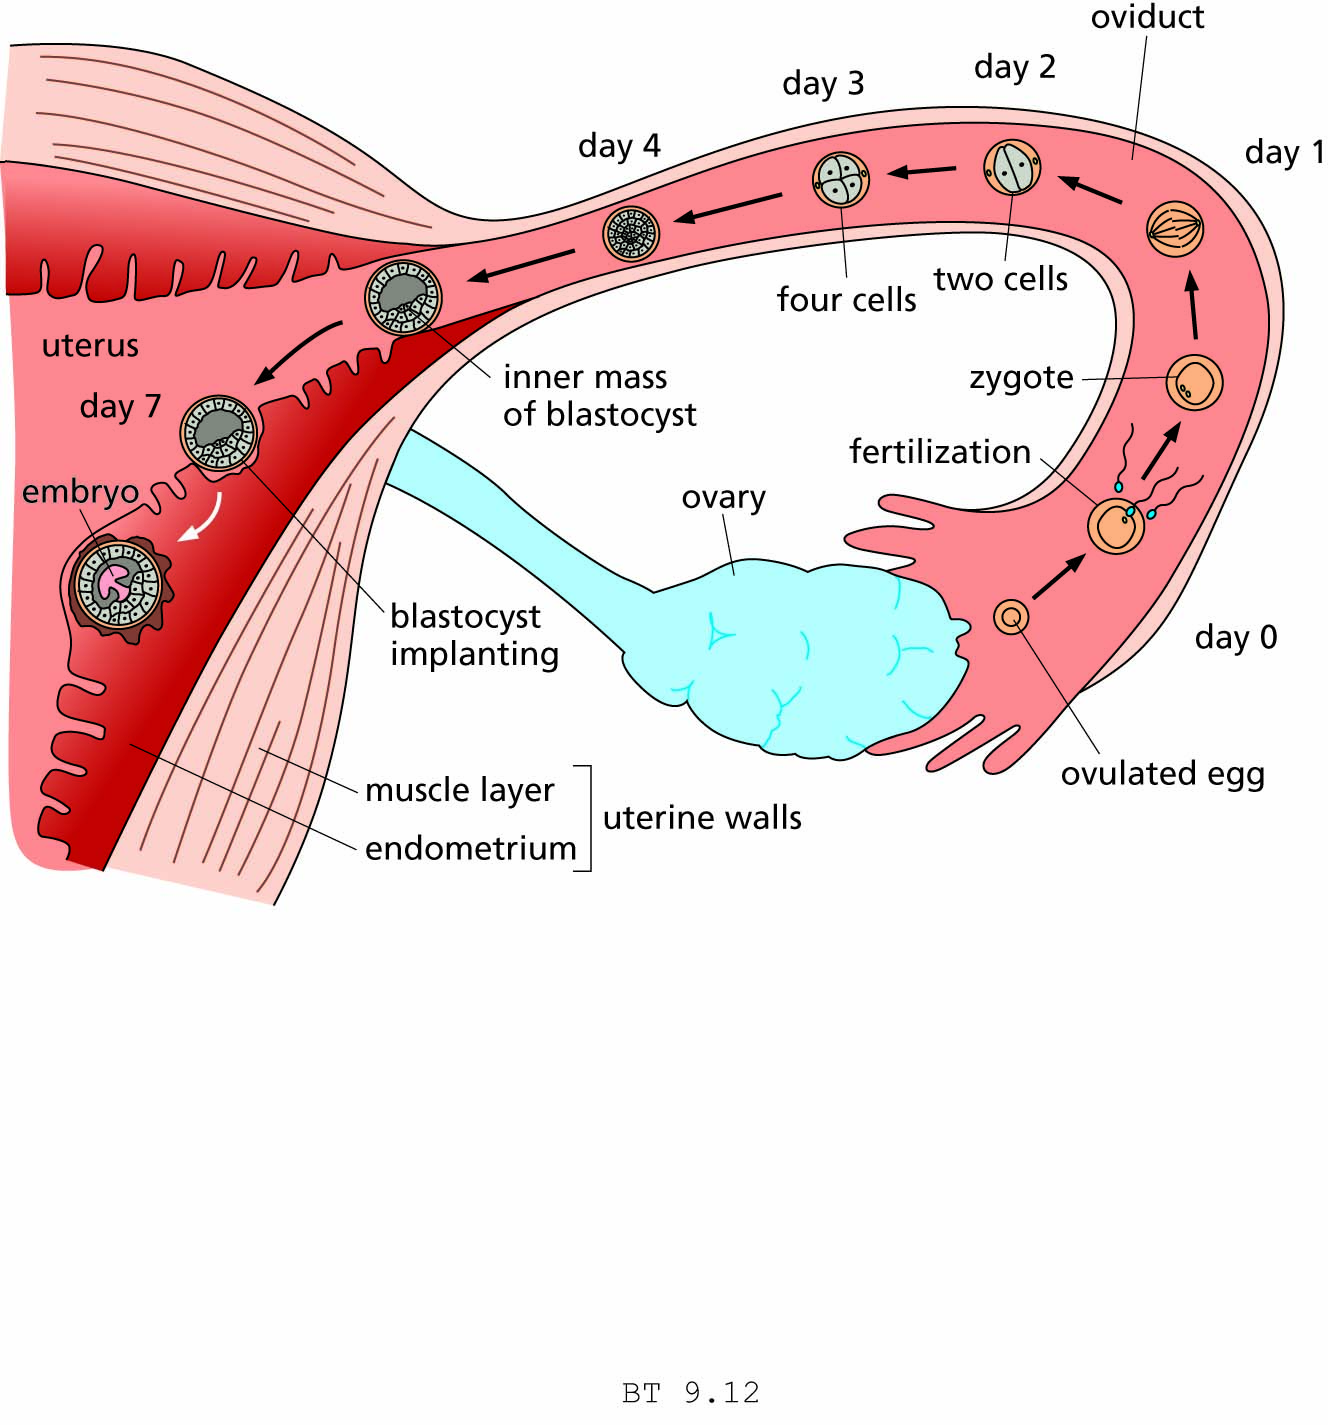 oviduct
day 2
day 3
day 4
day 1
two cells
four cells
uterus
inner mass
of blastocyst
zygote
day 7
fertilization
embryo
ovary
blastocyst
implanting
day 0
ovulated egg
muscle layer
uterine walls
endometrium
BT 9.12